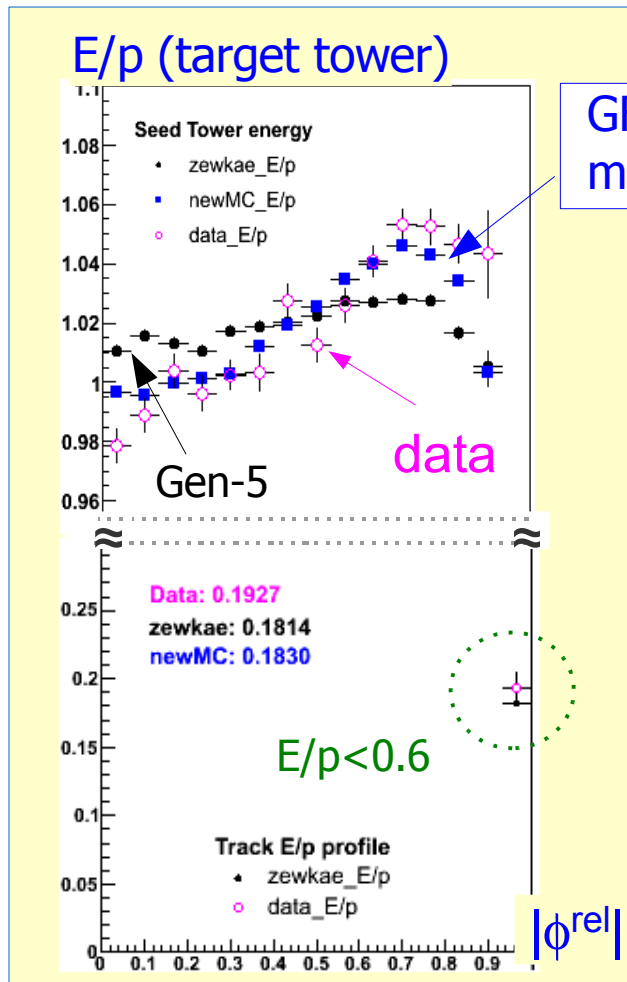 E/p (target tower)
1.1
1.08
1.06
1.04
1.02
1
0.98
0.96
Seed Tower energy
zewkae_E/p
newMC_E/p
data_E/p
Gen-5
data
≈ ≈
0.25
0.2
0.15
0.1
0.05
0
Data: 0.1927
zewkae: 0.1814
newMC: 0.1830
E/p<0.6
Track E/p profile
zewkae_E/p
data_E/p
0 0.1 0.2 0.3 0.4 0.5 0.6 0.7 0.8 0.9
|ϕrel|